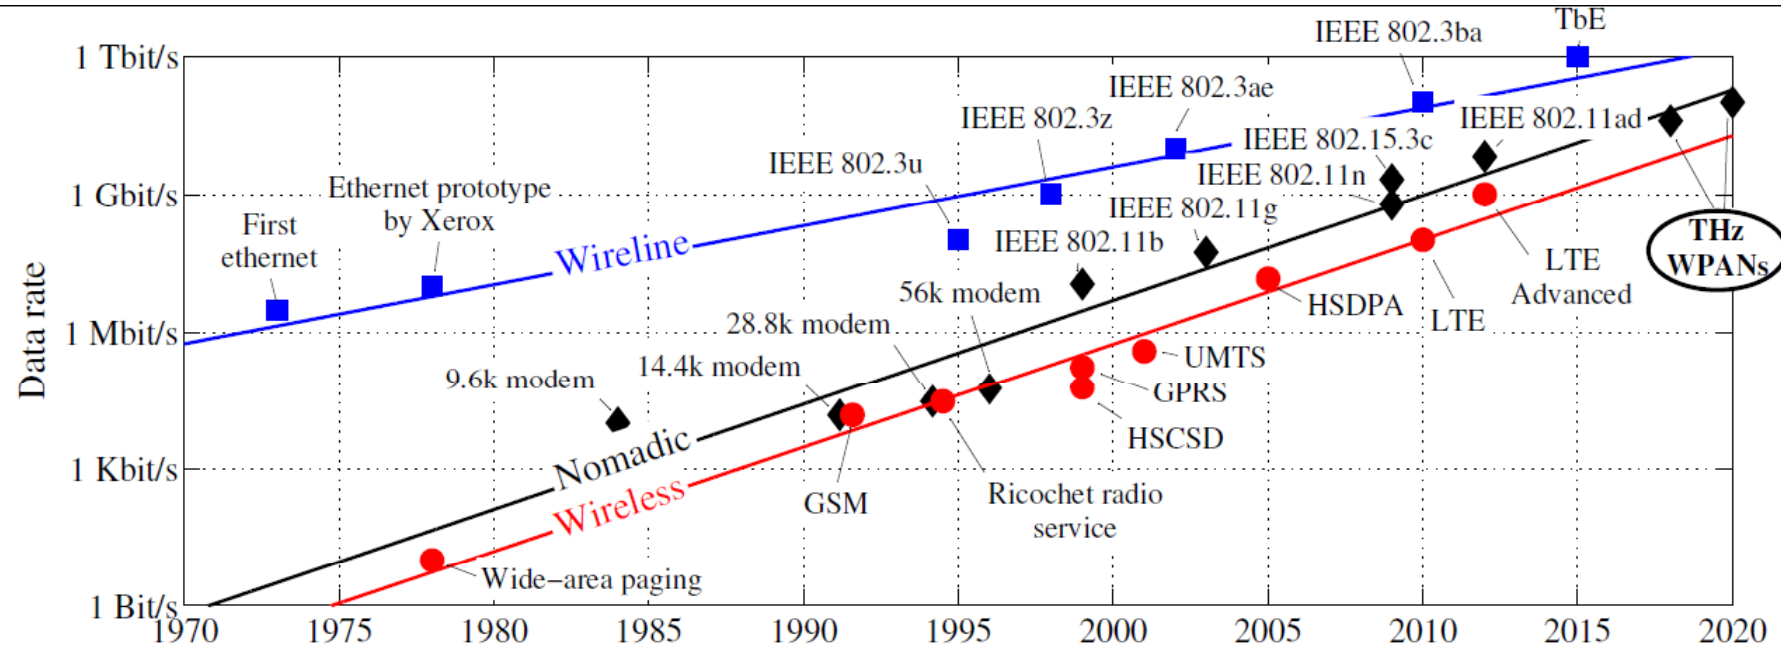 TbE
IEEE 802.3ba
1 Tbit/s
IEEE 802.3ae
IEEE 802.3z
IEEE 802.11ad
IEEE 802.15.3c
IEEE 802.3u
IEEE 802.11n
1 Gbit/s
Ethernet prototype
by Xerox
First
ethernet
IEEE 802.11g
IEEE 802.11b
Wireline
THz
WPANs
LTE
Advanced
56k modem
HSDPA
LTE
28.8k modem
1 Mbit/s
Data rate
14.4k modem
UMTS
9.6k modem
GPRS
HSCSD
Nomadic
1 Kbit/s
Wireless
GSM
Ricochet radio
service
Wide-area paging
1 Bit/s
1970 1975 1980 1985 1990 1995 2000 2005 2010 2015 2020